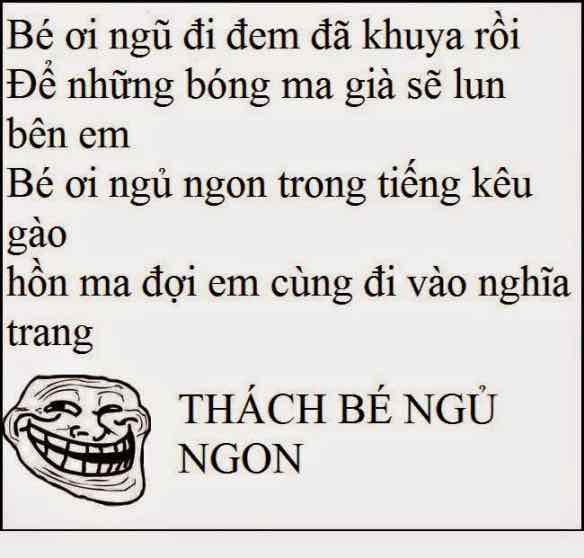 Bé ơi ngũ đi đem đã khuya rồi
Để những bóng ma già sẽ lun
bên em
Bé ơi ngủ ngon trong tiếng kêu
gào
hồn ma đợi em cùng đi vào nghĩa
trang
THÁCH BÉ NGỦ
NGON